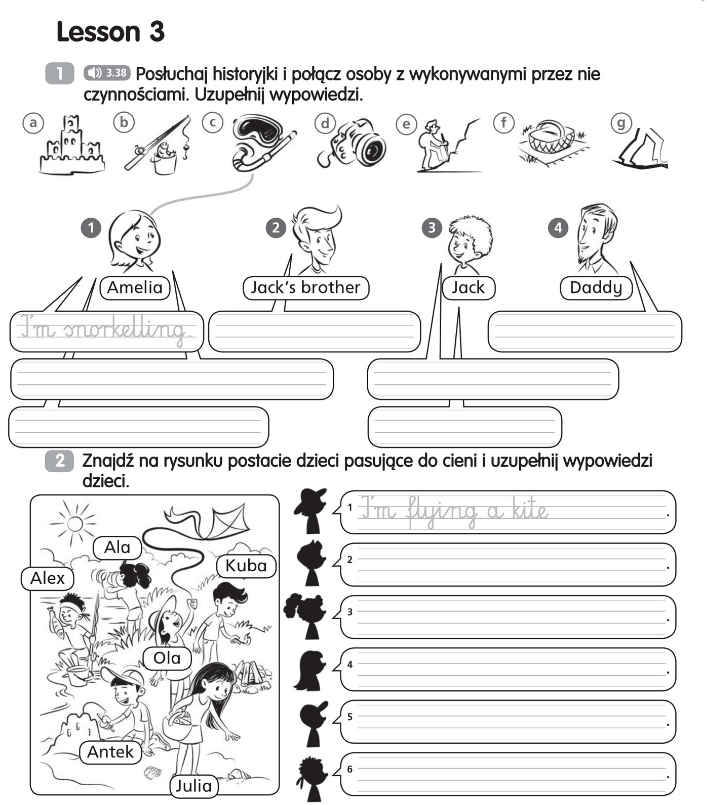 Lesson 3
1 3.38 Posłuchaj historyjki i połącz osoby z wykonywanymi przez nie
czynnościami. Uzupełnij wypowiedzi.
a b c d e f g
1 2 3 4
Amelia Jack's brother Jack Daddy
I'm snorkelling.
2 Znajdź na rysunku postacie dzieci pasujące do cieni i uzupełnij wypowiedzi
dzieci.
1 I'm flying a kite.
Ala
2 .
Kuba
Alex
3 .
Ola
4 .
5 .
Antek
6 .
Julia